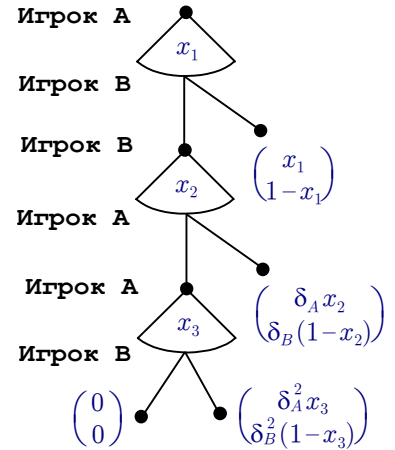 Игрок A
x₁
Игрок B
Игрок B
(x₁
1−x₁)
x₂
Игрок A
Игрок A
(δ_A x₂
δ_B(1−x₂))
x₃
Игрок B
(0
0)
(δ_A² x₃
δ_B²(1−x₃))